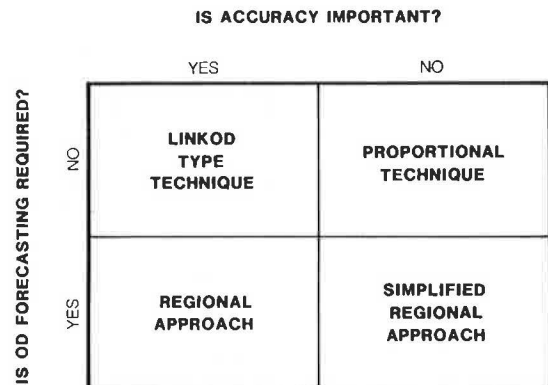 IS ACCURACY IMPORTANT?
YES NO
IS OD FORECASTING REQUIRED?
NO
LINKOD
TYPE
TECHNIQUE
PROPORTIONAL
TECHNIQUE
YES
REGIONAL
APPROACH
SIMPLIFIED
REGIONAL
APPROACH